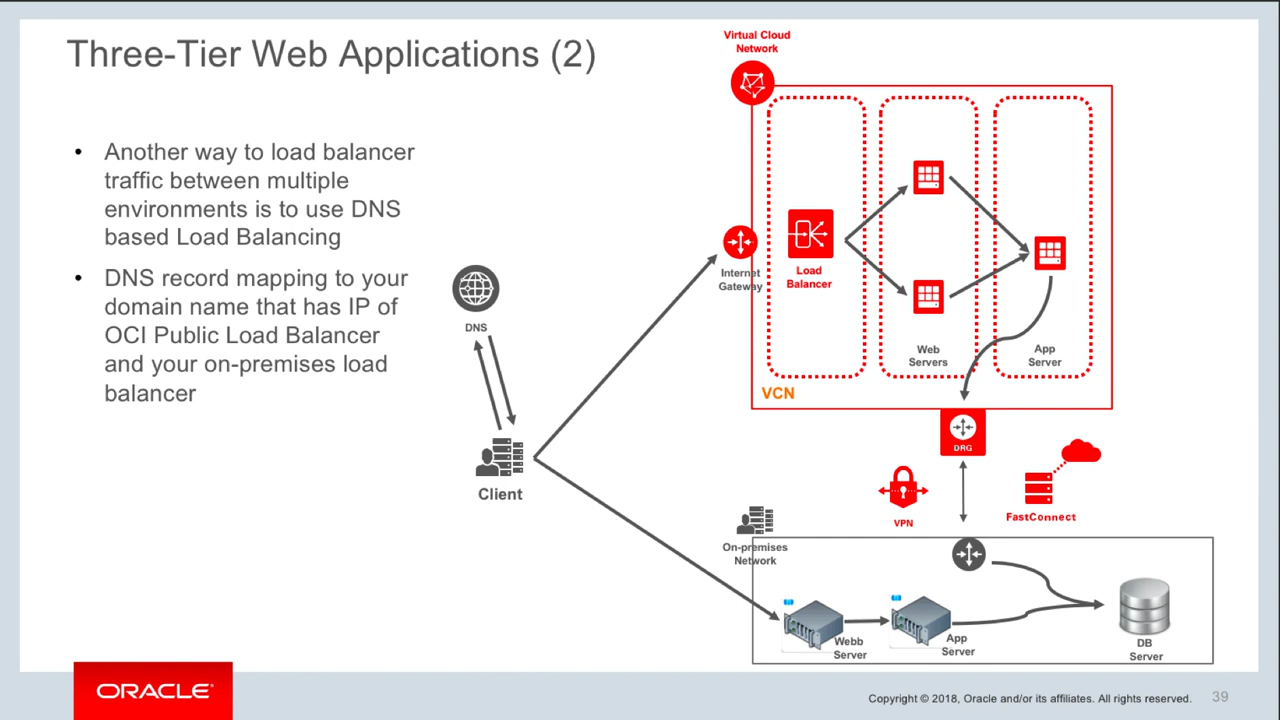 Three-Tier Web Applications (2)
• Another way to load balancer
traffic between multiple
environments is to use DNS
based Load Balancing
• DNS record mapping to your
domain name that has IP of
OCI Public Load Balancer
and your on-premises load
balancer
DNS
Client
Virtual Cloud
Network
Internet
Gateway
Load
Balancer
Web
Servers
App
Server
VCN
DRG
VPN
FastConnect
On-premises
Network
Webb
Server
App
Server
DB
Server
ORACLE®
Copyright © 2018, Oracle and/or its affiliates. All rights reserved.
39